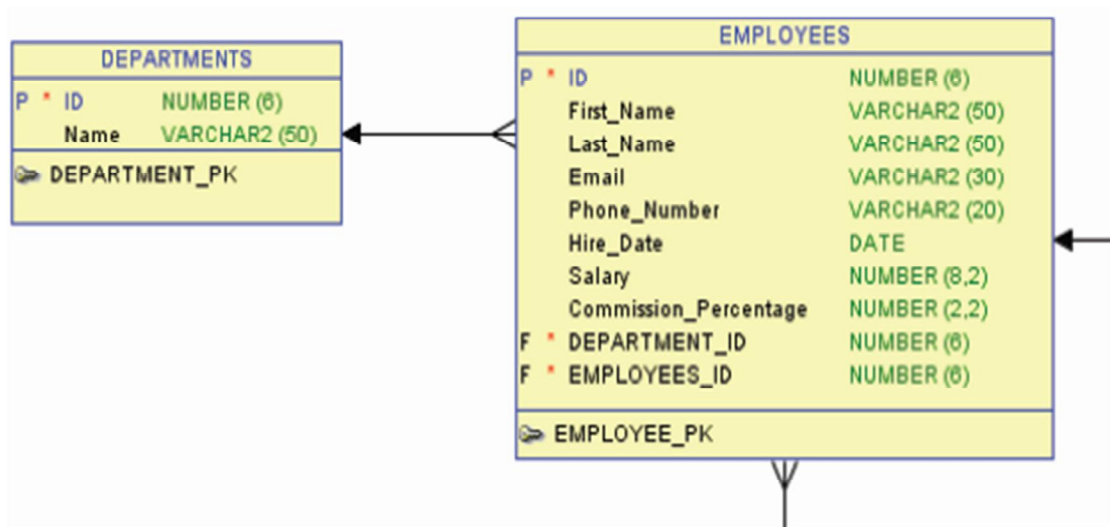 DEPARTMENTS
P * ID NUMBER (6)
Name VARCHAR2 (50)
DEPARTMENT_PK
EMPLOYEES
P * ID NUMBER (6)
First_Name VARCHAR2 (50)
Last_Name VARCHAR2 (50)
Email VARCHAR2 (30)
Phone_Number VARCHAR2 (20)
Hire_Date DATE
Salary NUMBER (8,2)
Commission_Percentage NUMBER (2,2)
F * DEPARTMENT_ID NUMBER (6)
F * EMPLOYEES_ID NUMBER (6)
EMPLOYEE_PK